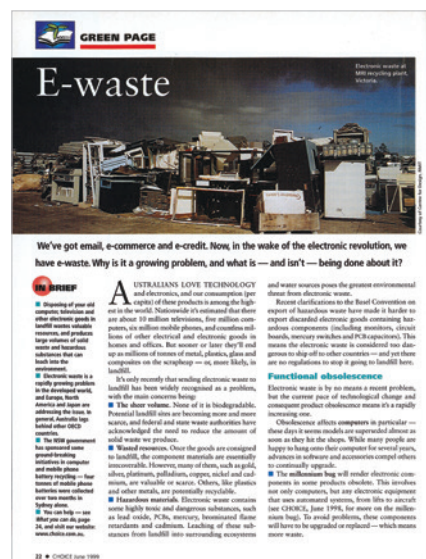 GREEN PAGE
Electronic waste at
MRI recycling plant,
Victoria.
E-waste
We've got email, e-commerce and e-credit. Now, in the wake of the electronic revolution, we
have e-waste. Why is it a growing problem, and what is — and isn't — being done about it?
IN BRIEF
■ Disposing of your old
computer, television and
other electronic goods in
landfill wastes valuable
resources, and produces
large volumes of solid
waste and hazardous
substances that can
leach into the
environment.
■ Electronic waste is a
rapidly growing problem
in the developed world,
and Europe, North
America and Japan are
addressing the issue. In
general, Australia lags
behind other OECD
countries.
■ The NSW government
has sponsored some
ground-breaking
initiatives in computer
and mobile phone
battery recycling — four
tonnes of mobile phone
batteries were collected
over two months in
Sydney alone.
■ You can help — see
What you can do, page
24, and visit our website:
www.choice.com.au.
AUSTRALIANS LOVE TECHNOLOGY
and electronics, and our consumption (per
capita) of these products is among the high-
est in the world. Nationwide it's estimated that there
are about 10 million televisions, five million com-
puters, six million mobile phones, and countless mil-
lions of other electrical and electronic goods in
homes and offices. But sooner or later they'll end
up as millions of tonnes of metal, plastics, glass and
composites on the scrapheap — or, more likely, in
landfill.
It's only recently that sending electronic waste to
landfill has been widely recognised as a problem,
with the main concerns being:
■ The sheer volume. None of it is biodegradable.
Potential landfill sites are becoming more and more
scarce, and federal and state waste authorities have
acknowledged the need to reduce the amount of
solid waste we produce.
■ Wasted resources. Once the goods are consigned
to landfill, the component materials are essentially
irrecoverable. However, many of them, such as gold,
silver, platinum, palladium, copper, nickel and cad-
mium, are valuable or scarce. Others, like plastics
and other metals, are potentially recyclable.
■ Hazardous materials. Electronic waste contains
some highly toxic and dangerous substances, such
as lead oxide, PCBs, mercury, brominated flame
retardants and cadmium. Leaching of these sub-
stances from landfill into surrounding ecosystems
and water sources poses the greatest environmental
threat from electronic waste.
Recent clarifications to the Basel Convention on
export of hazardous waste have made it harder to
export discarded electronic goods containing haz-
ardous components (including monitors, circuit
boards, mercury switches and PCB capacitors). This
means the electronic waste is considered too dan-
gerous to ship off to other countries — and yet there
are no regulations to stop it going to landfill here.
Functional obsolescence
Electronic waste is by no means a recent problem,
but the current pace of technological change and
consequent product obsolescence means it's a rapidly
increasing one.
Obsolescence affects computers in particular —
these days it seems models are superseded almost as
soon as they hit the shops. While many people are
happy to hang onto their computer for several years,
advances in software and accessories compel others
to continually upgrade.
■ The millennium bug will render electronic com-
ponents in some products obsolete. This involves
not only computers, but any electronic equipment
that uses automated systems, from lifts to aircraft
(see CHOICE, June 1998, for more on the millen-
nium bug). To avoid problems, these components
will have to be upgraded or replaced — which means
more waste.
22 ◆ CHOICE June 1999